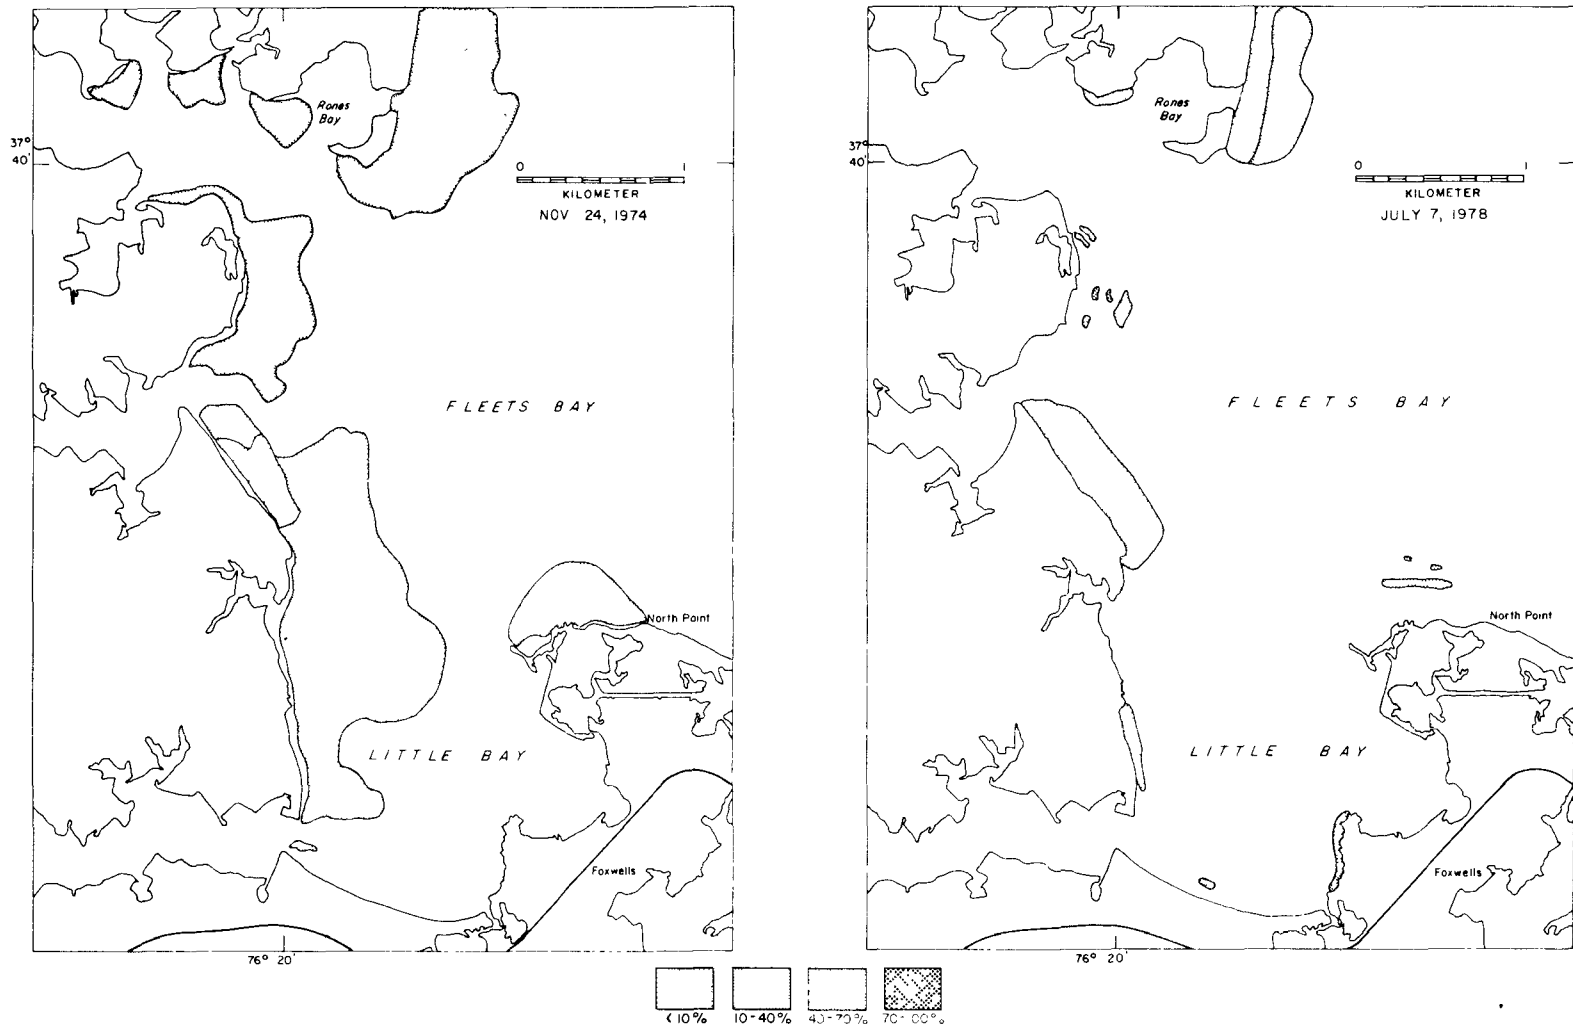 Rones
Bay
37°
40'
0 1
KILOMETER
NOV 24, 1974
FLEETS BAY
North Point
LITTLE BAY
Foxwells
76° 20'
Rones
Bay
37°
40'
0 1
KILOMETER
JULY 7, 1978
FLEETS BAY
North Point
LITTLE BAY
Foxwells
76° 20'
<10% 10-40% 40-70%